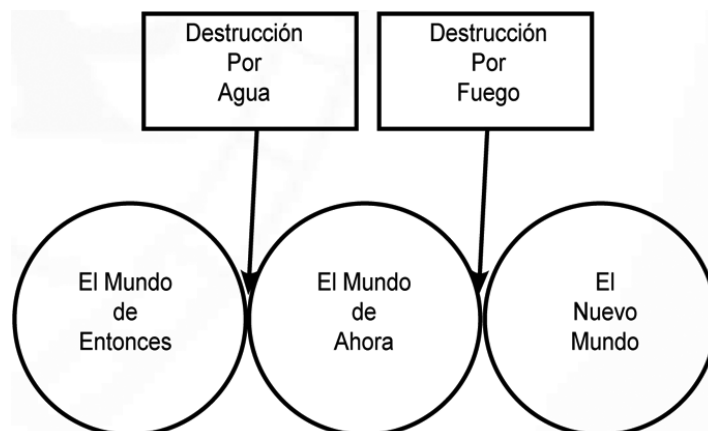 Destrucción
Por
Agua
Destrucción
Por
Fuego
El Mundo
de
Entonces
El Mundo
de
Ahora
El
Nuevo
Mundo